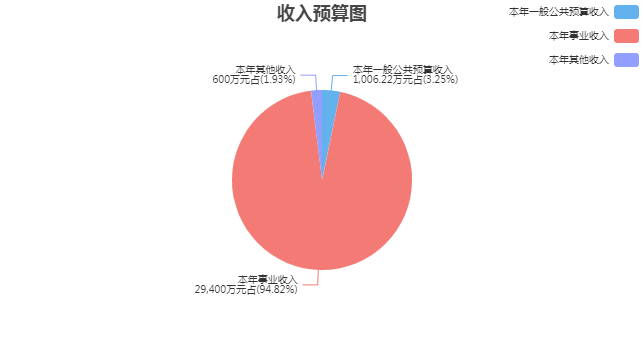 收入预算图
本年一般公共预算收入
本年事业收入
本年其他收入
本年其他收入
600万元占(1.93%)
本年一般公共预算收入
1,006.22万元占(3.25%)
本年事业收入
29,400万元占(94.82%)